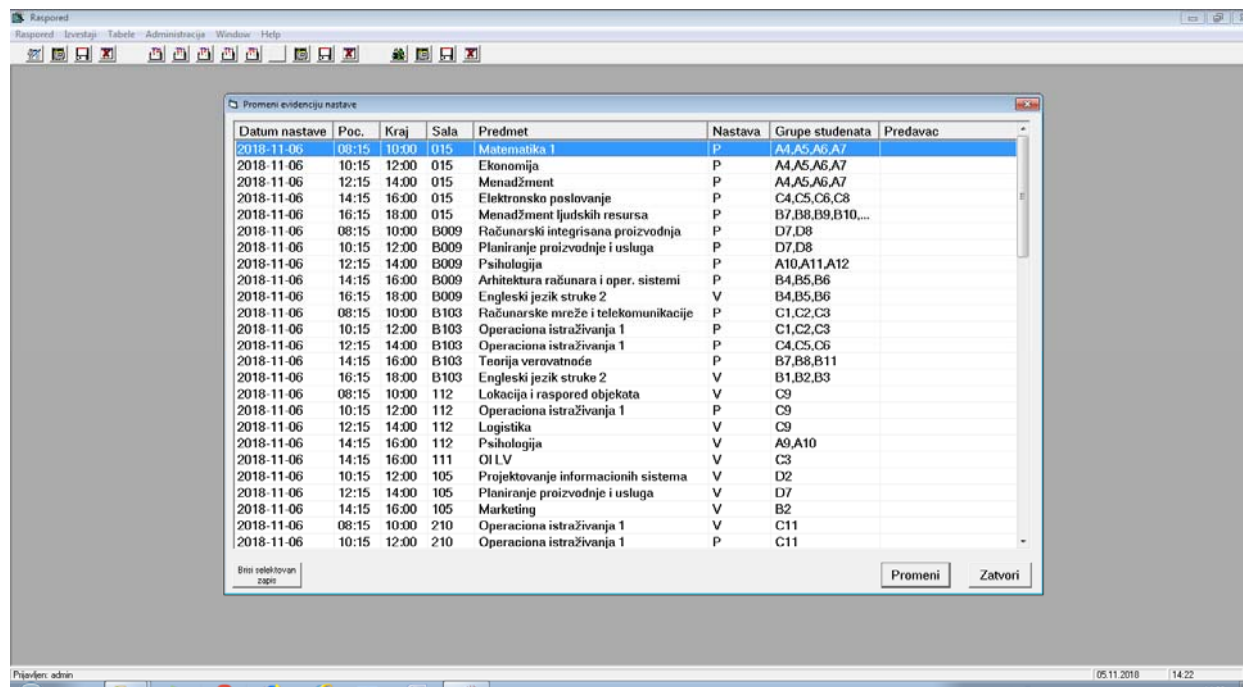 Raspored
Raspored Izvestaji Tabele Administracija Window Help
Promeni evidenciju nastave
Datum nastave Poc. Kraj Sala Predmet Nastava Grupe studenata Predavac
2018-11-06 08:15 10:00 015 Matematika 1 P A4,A5,A6,A7
2018-11-06 10:15 12:00 015 Ekonomija P A4,A5,A6,A7
2018-11-06 12:15 14:00 015 Menadžment P A4,A5,A6,A7
2018-11-06 14:15 16:00 015 Elektronsko poslovanje P C4,C5,C6,C8
2018-11-06 16:15 18:00 015 Menadžment ljudskih resursa P B7,B8,B9,B10,...
2018-11-06 08:15 10:00 B009 Računarski integrisana proizvodnja P D7,D8
2018-11-06 10:15 12:00 B009 Planiranje proizvodnje i usluga P D7,D8
2018-11-06 12:15 14:00 B009 Psihologija P A10,A11,A12
2018-11-06 14:15 16:00 B009 Arhitektura računara i oper. sistemi P B4,B5,B6
2018-11-06 16:15 18:00 B009 Engleski jezik struke 2 V B4,B5,B6
2018-11-06 08:15 10:00 B103 Računarske mreže i telekomunikacije P C1,C2,C3
2018-11-06 10:15 12:00 B103 Operaciona istraživanja 1 P C1,C2,C3
2018-11-06 12:15 14:00 B103 Operaciona istraživanja 1 P C4,C5,C6
2018-11-06 14:15 16:00 B103 Teorija verovatnoće P B7,B8,B11
2018-11-06 16:15 18:00 B103 Engleski jezik struke 2 V B1,B2,B3
2018-11-06 08:15 10:00 112 Lokacija i raspored objekata V C9
2018-11-06 10:15 12:00 112 Operaciona istraživanja 1 P C9
2018-11-06 12:15 14:00 112 Logistika V C9
2018-11-06 14:15 16:00 112 Psihologija V A9,A10
2018-11-06 14:15 16:00 111 OI LV V C3
2018-11-06 10:15 12:00 105 Projektovanje informacionih sistema V D2
2018-11-06 12:15 14:00 105 Planiranje proizvodnje i usluga V D7
2018-11-06 14:15 16:00 105 Marketing V B2
2018-11-06 08:15 10:00 210 Operaciona istraživanja 1 V C11
2018-11-06 10:15 12:00 210 Operaciona istraživanja 1 P C11
Brisi selektovan
zapis
Promeni Zatvori
Prijavljen: admin 05.11.2018 14:22